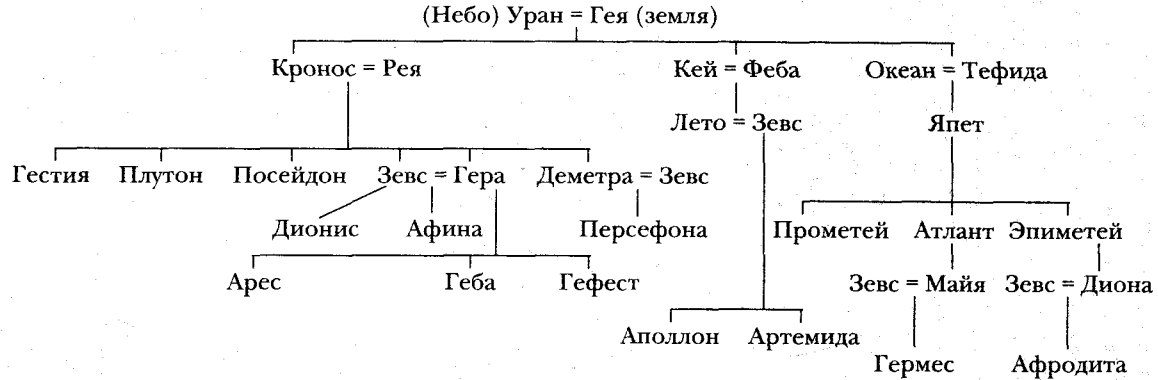 (Небо) Уран = Гея (земля)
Кронос = Рея Кей = Феба Океан = Тефида
Лето = Зевс Япет
Гестия Плутон Посейдон Зевс = Гера Деметра = Зевс
Дионис Афина Персефона Прометей Атлант Эпиметей
Арес Геба Гефест Зевс = Майя Зевс = Диона
Аполлон Артемида
Гермес Афродита